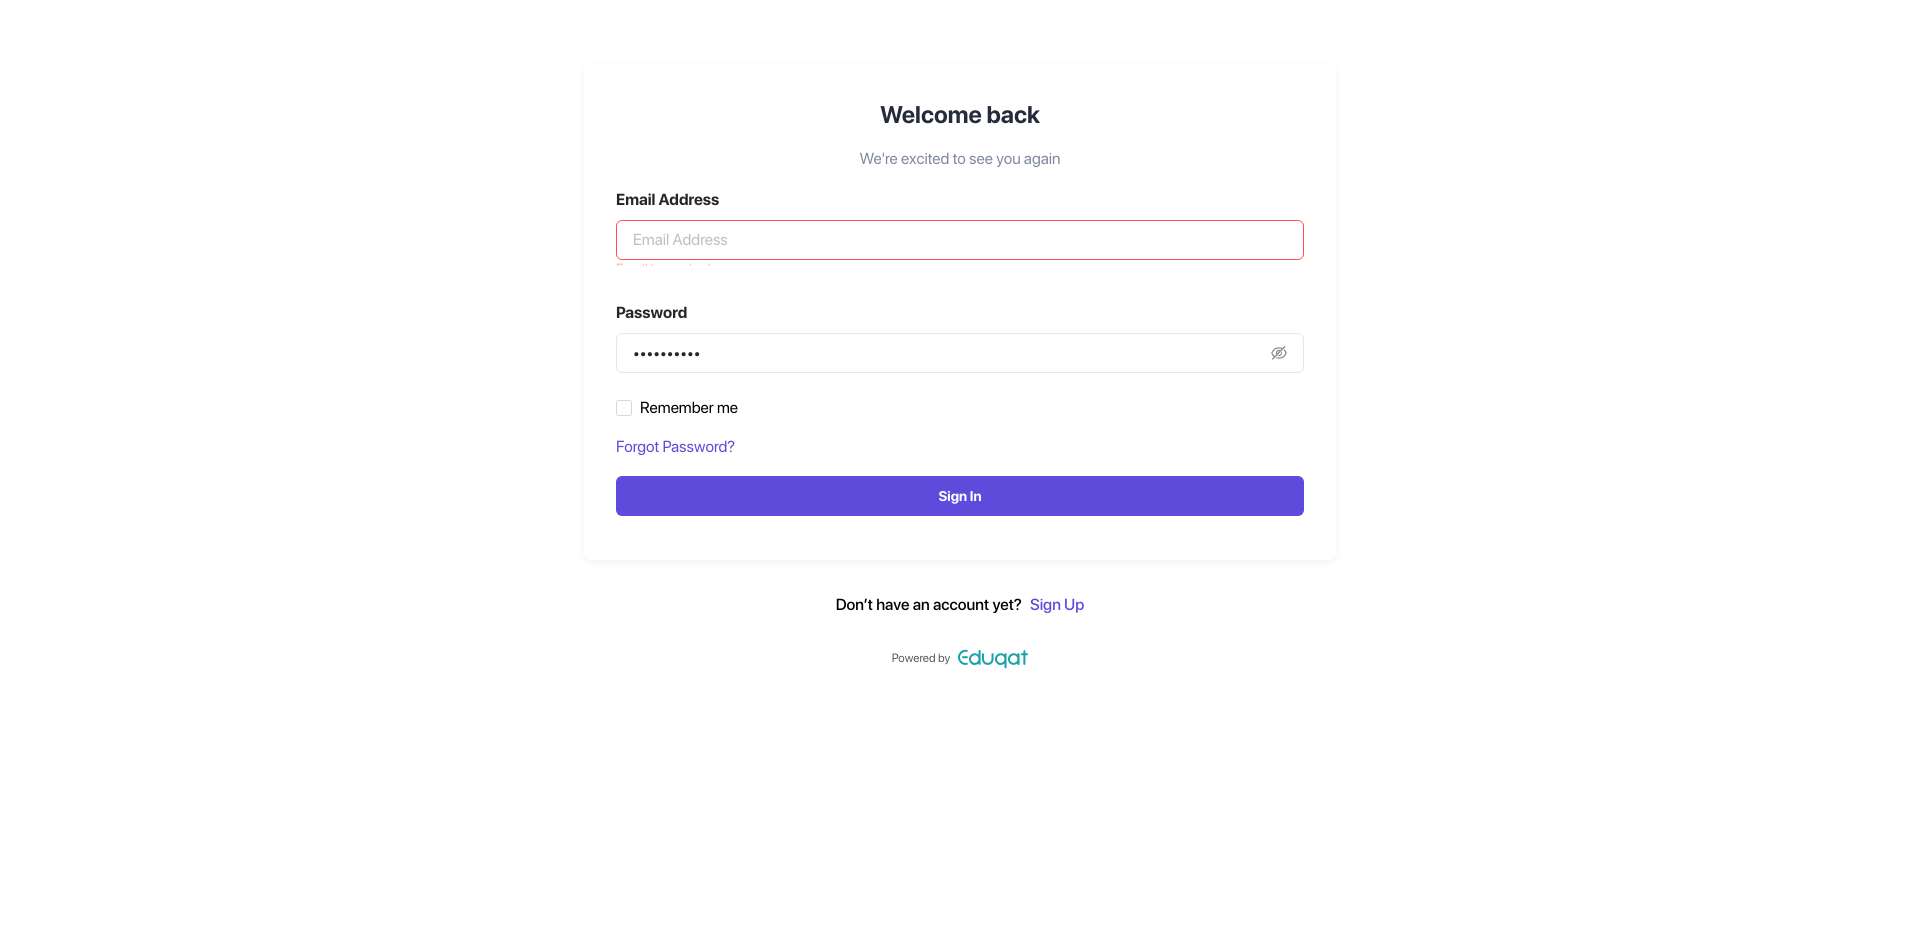 Welcome back
We're excited to see you again
Email Address
Email Address
Password
••••••••••
Remember me
Forgot Password?
Sign In
Don’t have an account yet? Sign Up
Powered by Eduqat